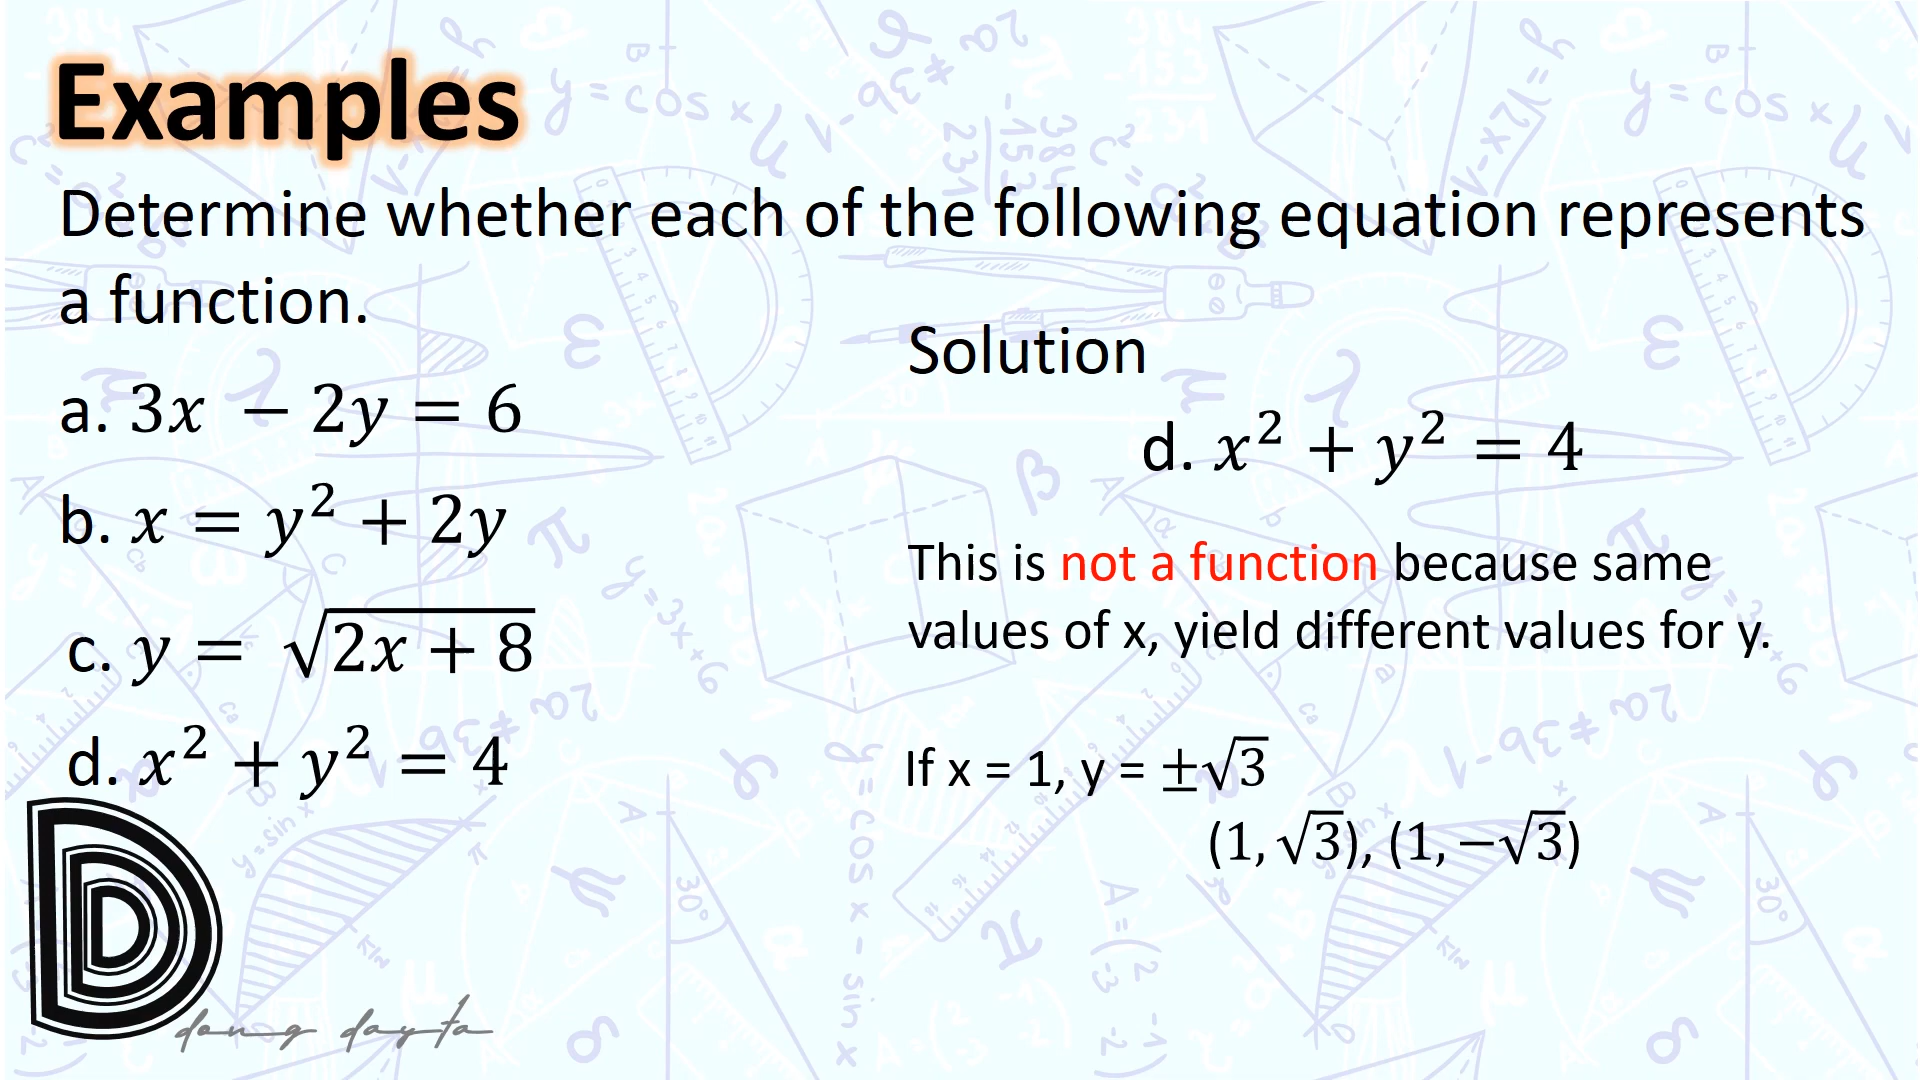 Examples
Determine whether each of the following equation represents
a function.
a. 3x − 2y = 6
b. x = y² + 2y
c. y = √(2x + 8)
d. x² + y² = 4
Solution
d. x² + y² = 4
This is not a function because same
values of x, yield different values for y.
If x = 1, y = ±√3
(1, √3), (1, −√3)
D
dong dayta